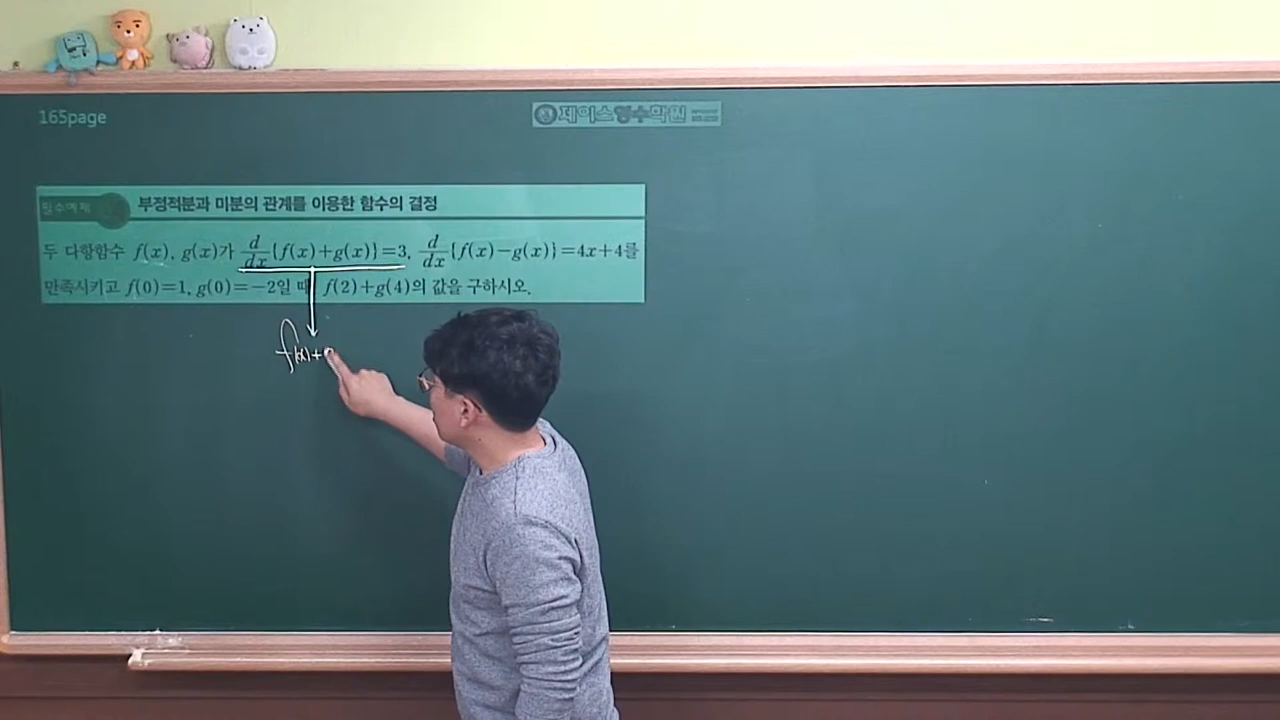 165page
제이스영수학원
필수예제
부정적분과 미분의 관계를 이용한 함수의 결정
두 다항함수 f(x), g(x)가 d/dx{f(x)+g(x)}=3, d/dx{f(x)-g(x)}=4x+4를
만족시키고 f(0)=1, g(0)=-2일 때 f(2)+g(4)의 값을 구하시오.
f(x)+